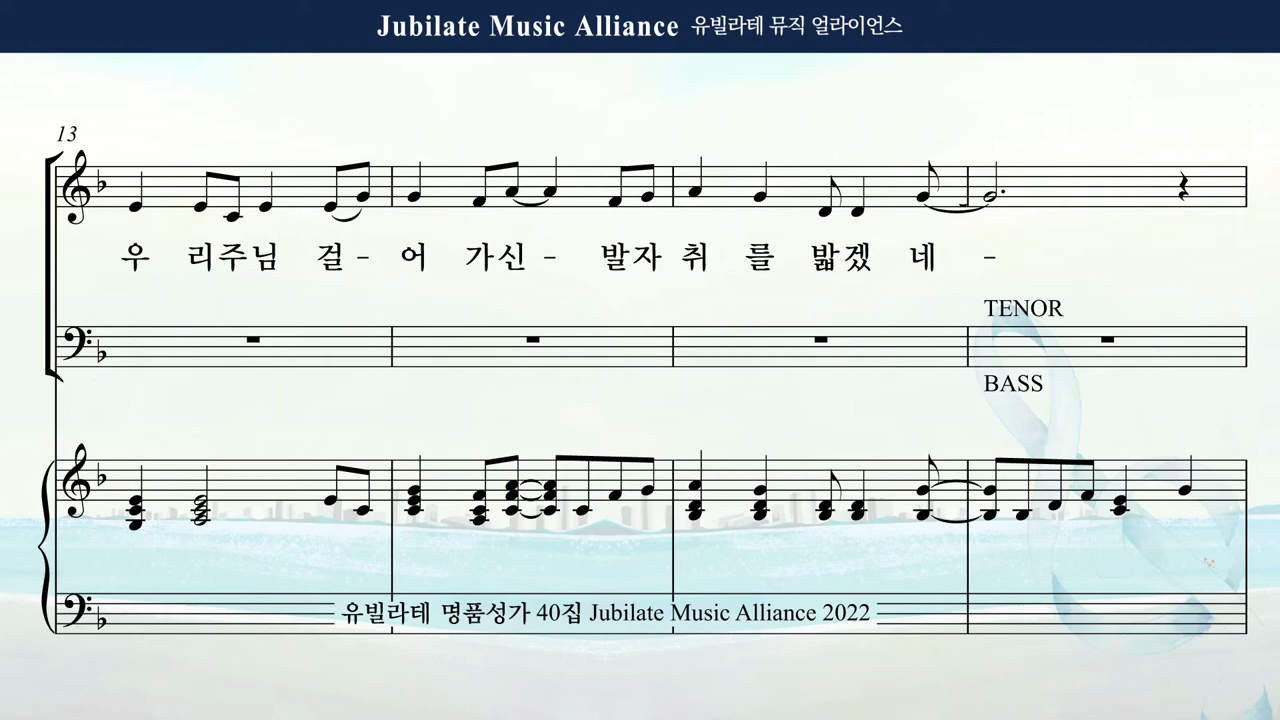 Jubilate Music Alliance 유빌라테 뮤직 얼라이언스
13
우 리주님 걸 - 어 가신 - 발자 취 를 밟겠 네 -
TENOR
BASS
유빌라테 명품성가 40집 Jubilate Music Alliance 2022